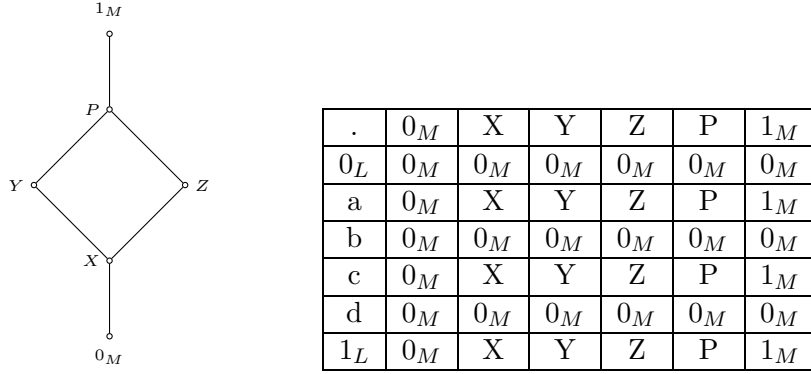 1_M
P
Y Z
X
0_M
. 0_M X Y Z P 1_M
0_L 0_M 0_M 0_M 0_M 0_M 0_M
a 0_M X Y Z P 1_M
b 0_M 0_M 0_M 0_M 0_M 0_M
c 0_M X Y Z P 1_M
d 0_M 0_M 0_M 0_M 0_M 0_M
1_L 0_M X Y Z P 1_M